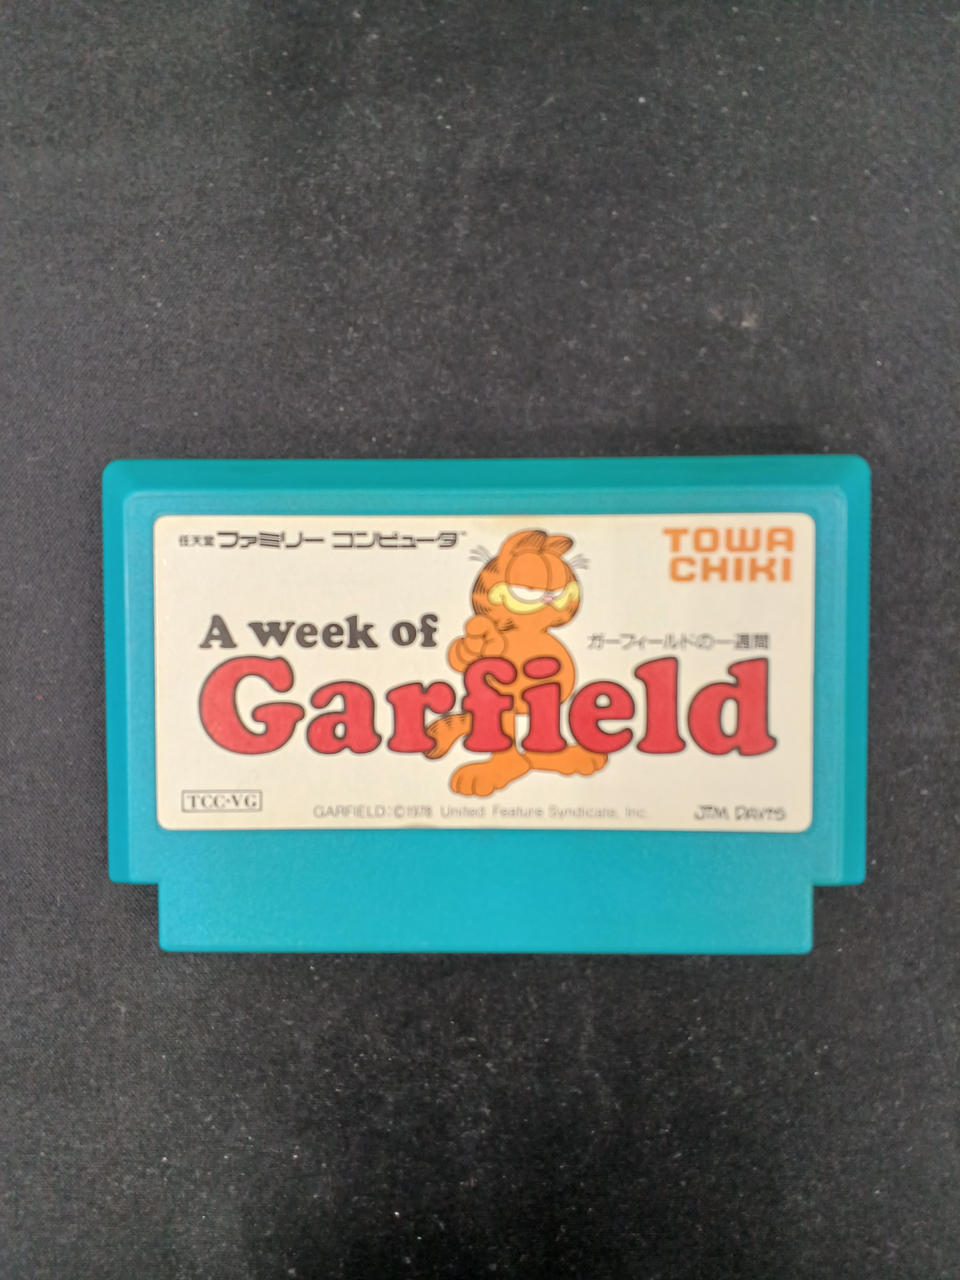 任天堂 ファミリー コンピュータ™
TOWA
CHIKI
A week of
ガーフィールドの一週間
Garfield
TCC-VG
GARFIELD:©1978 United Feature Syndicate, Inc.
JIM DAVIS